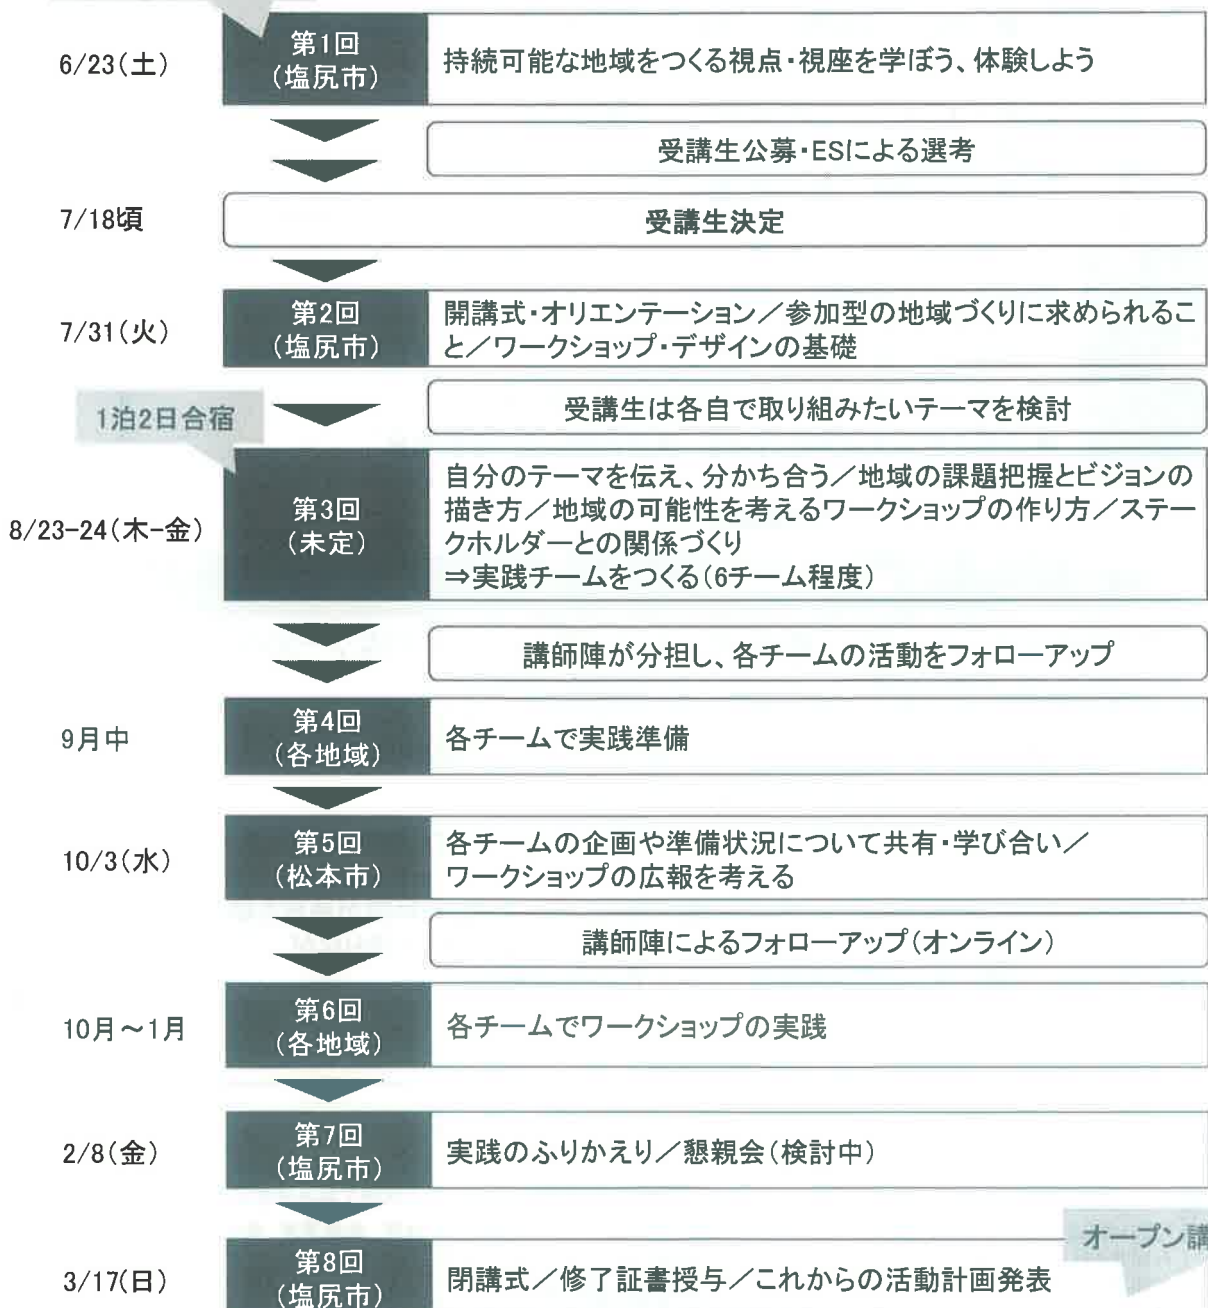 6/23(土)
第1回
(塩尻市)
持続可能な地域をつくる視点・視座を学ぼう、体験しよう
受講生公募・ESによる選考
7/18頃
受講生決定
7/31(火)
第2回
(塩尻市)
開講式・オリエンテーション／参加型の地域づくりに求められるこ
と／ワークショップ・デザインの基礎
受講生は各自で取り組みたいテーマを検討
1泊2日合宿
8/23-24(木-金)
第3回
(未定)
自分のテーマを伝え、分かち合う／地域の課題把握とビジョンの
描き方／地域の可能性を考えるワークショップの作り方／ステー
クホルダーとの関係づくり
⇒実践チームをつくる(6チーム程度)
講師陣が分担し、各チームの活動をフォローアップ
9月中
第4回
(各地域)
各チームで実践準備
10/3(水)
第5回
(松本市)
各チームの企画や準備状況について共有・学び合い／
ワークショップの広報を考える
講師陣によるフォローアップ(オンライン)
10月～1月
第6回
(各地域)
各チームでワークショップの実践
2/8(金)
第7回
(塩尻市)
実践のふりかえり／懇親会(検討中)
オープン講
3/17(日)
第8回
(塩尻市)
閉講式／修了証書授与／これからの活動計画発表